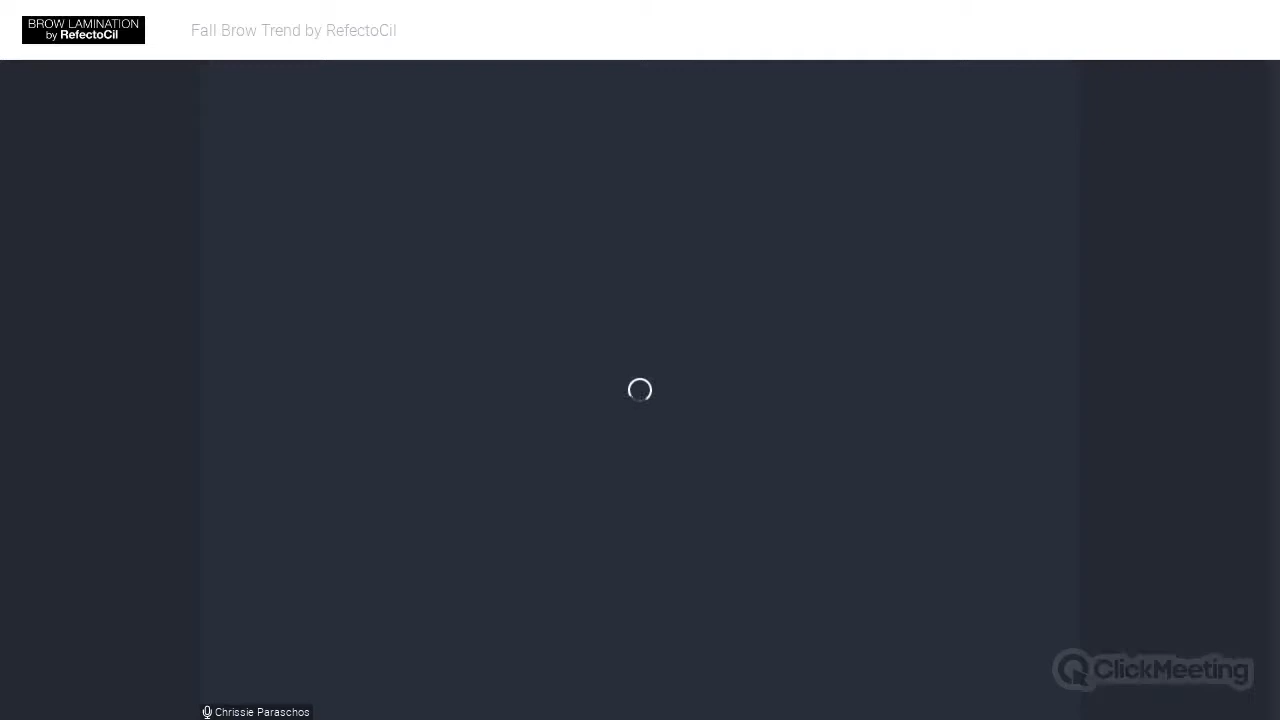 BROW LAMINATION
by RefectoCil
Fall Brow Trend by RefectoCil
ClickMeeting
Chrissie Paraschos